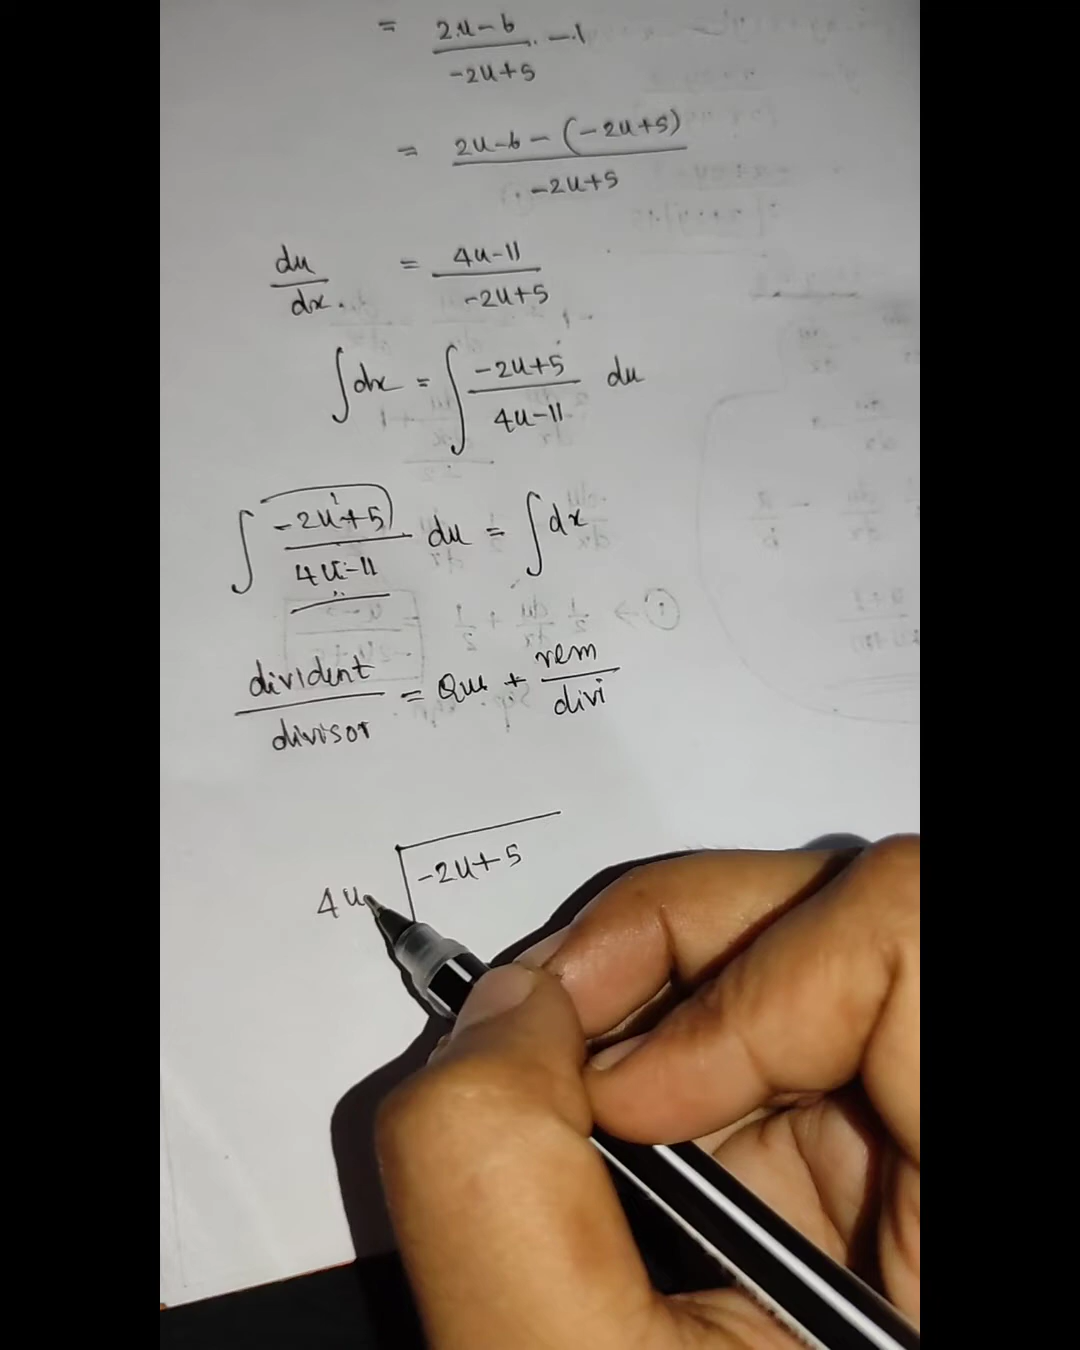 = 2u-6/-2u+5 -1
= 2u-6-(-2u+5)/-2u+5
du/dx. = 4u-11/-2u+5
∫dx = ∫ -2u+5/4u-11 du
∫ -2u+5/4u-11 du = ∫dx
divident/divisor = Quo + rem/divi
4u -2u+5